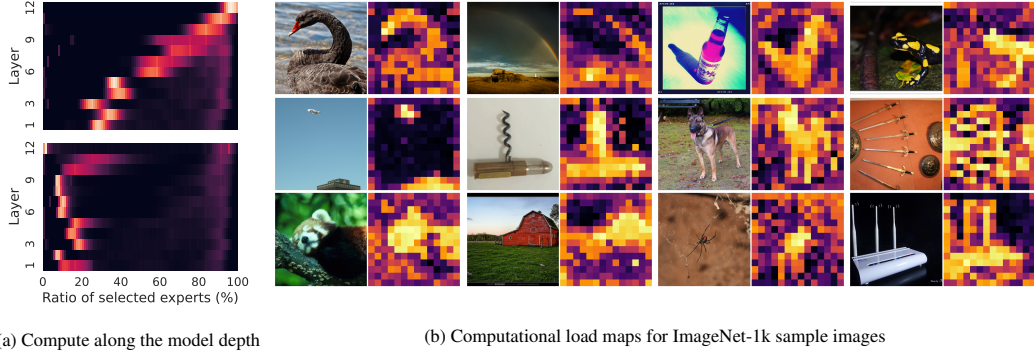 12
9
6
3
1
Layer
12
9
6
3
1
Layer
0 20 40 60 80 100
Ratio of selected experts (%)
a) Compute along the model depth
(b) Computational load maps for ImageNet-1k sample images